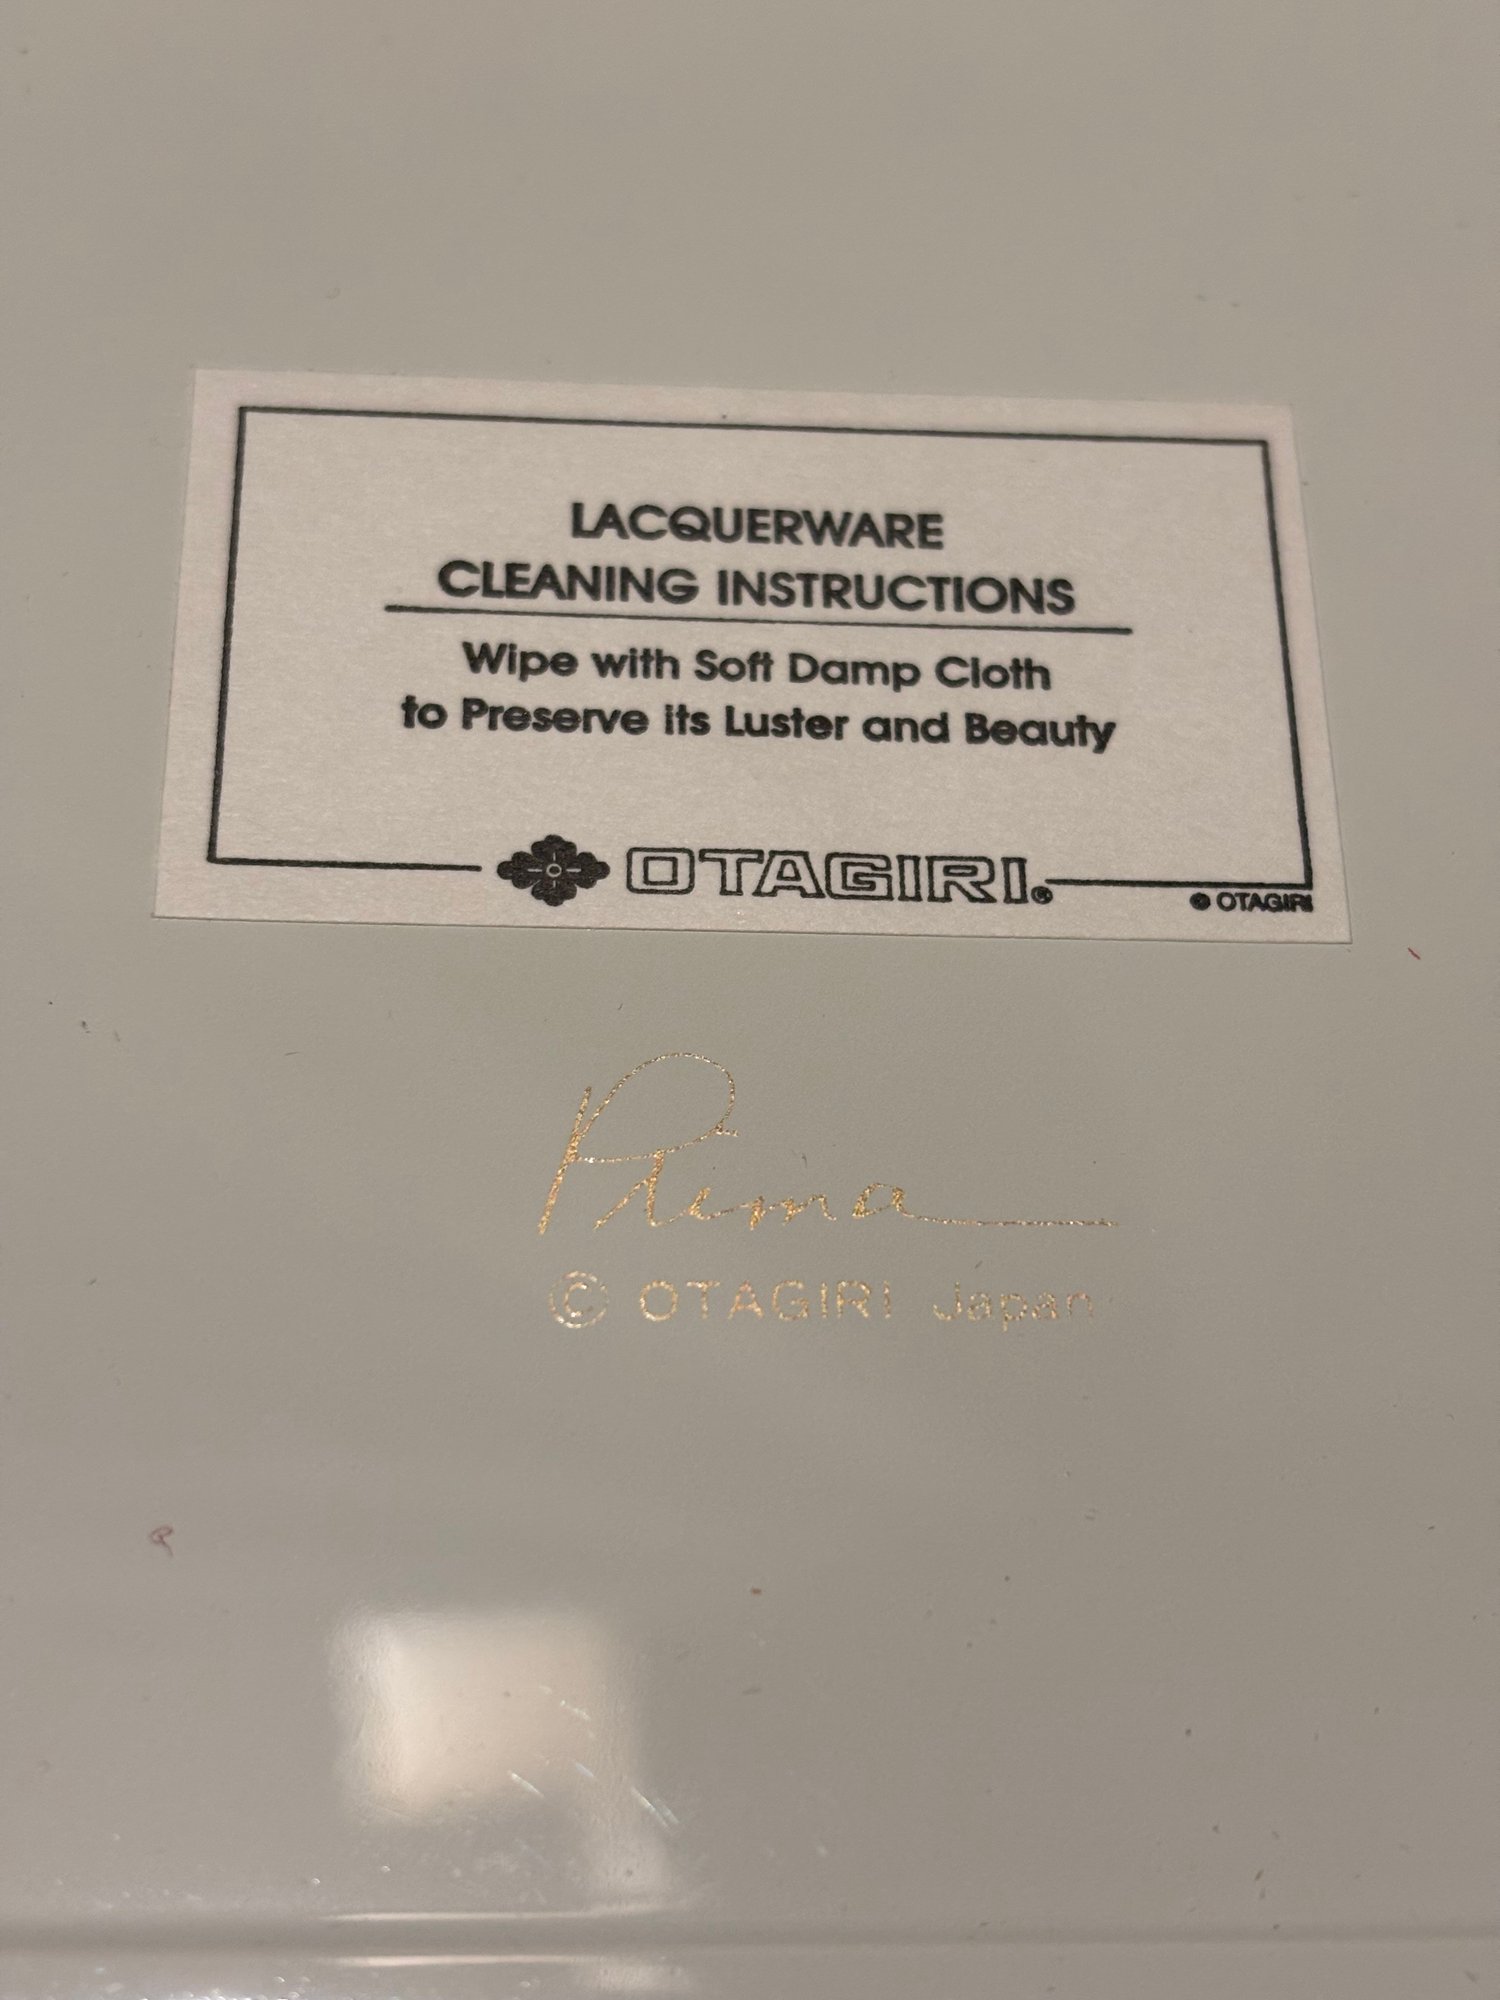 LACQUERWARE
CLEANING INSTRUCTIONS
Wipe with Soft Damp Cloth
to Preserve its Luster and Beauty
OTAGIRI®
© OTAGIRI
Prima
© OTAGIRI Japan